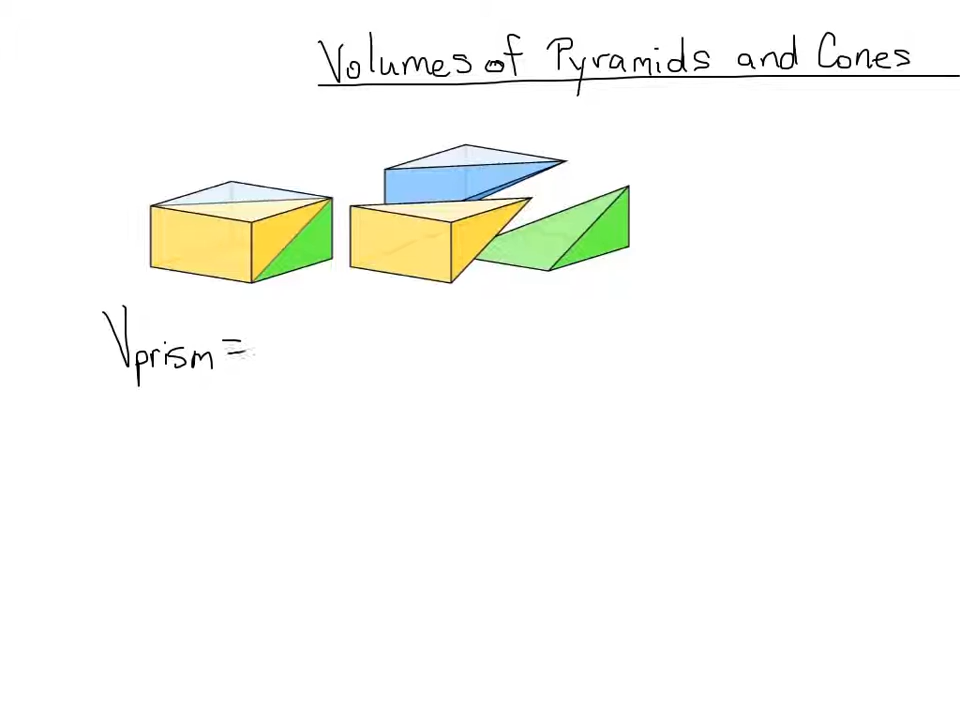 Volumes of Pyramids and Cones
Vprism =